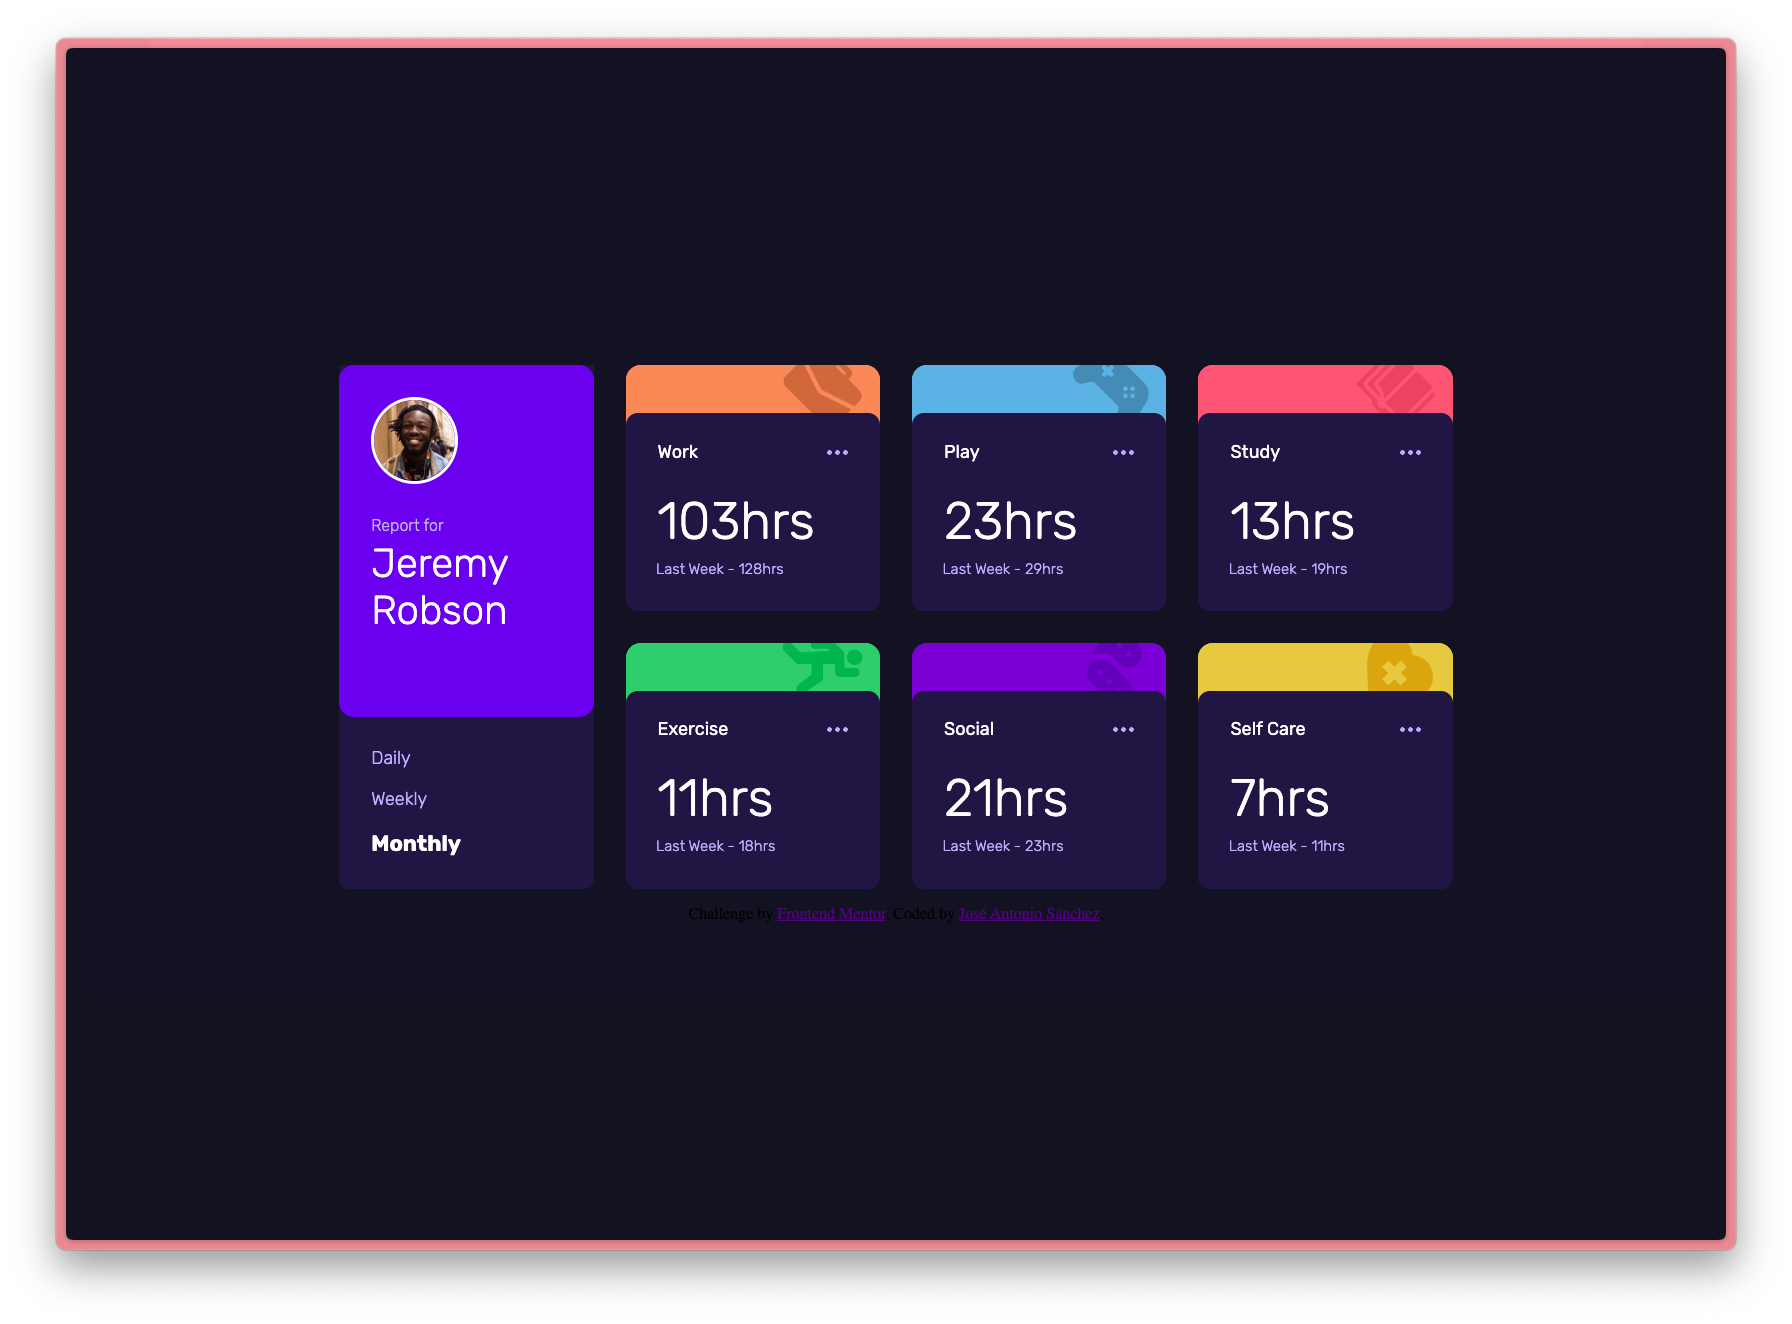 Report for
Jeremy
Robson
Daily
Weekly
Monthly
Work
103hrs
Last Week - 128hrs
Play
23hrs
Last Week - 29hrs
Study
13hrs
Last Week - 19hrs
Exercise
11hrs
Last Week - 18hrs
Social
21hrs
Last Week - 23hrs
Self Care
7hrs
Last Week - 11hrs
Challenge by Frontend Mentor. Coded by José Antonio Sánchez.